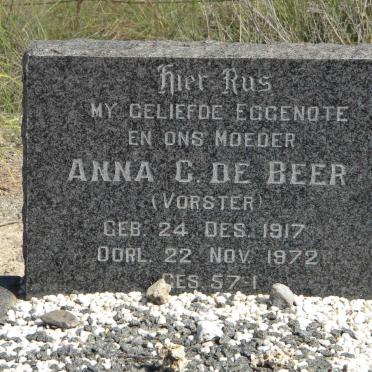 Hier Rus
MY GELIEFDE EGGENOTE
EN ONS MOEDER
ANNA C. DE BEER
(VORSTER)
GEB. 24 DES. 1917
OORL. 22 NOV. 1972
GES. 57-1